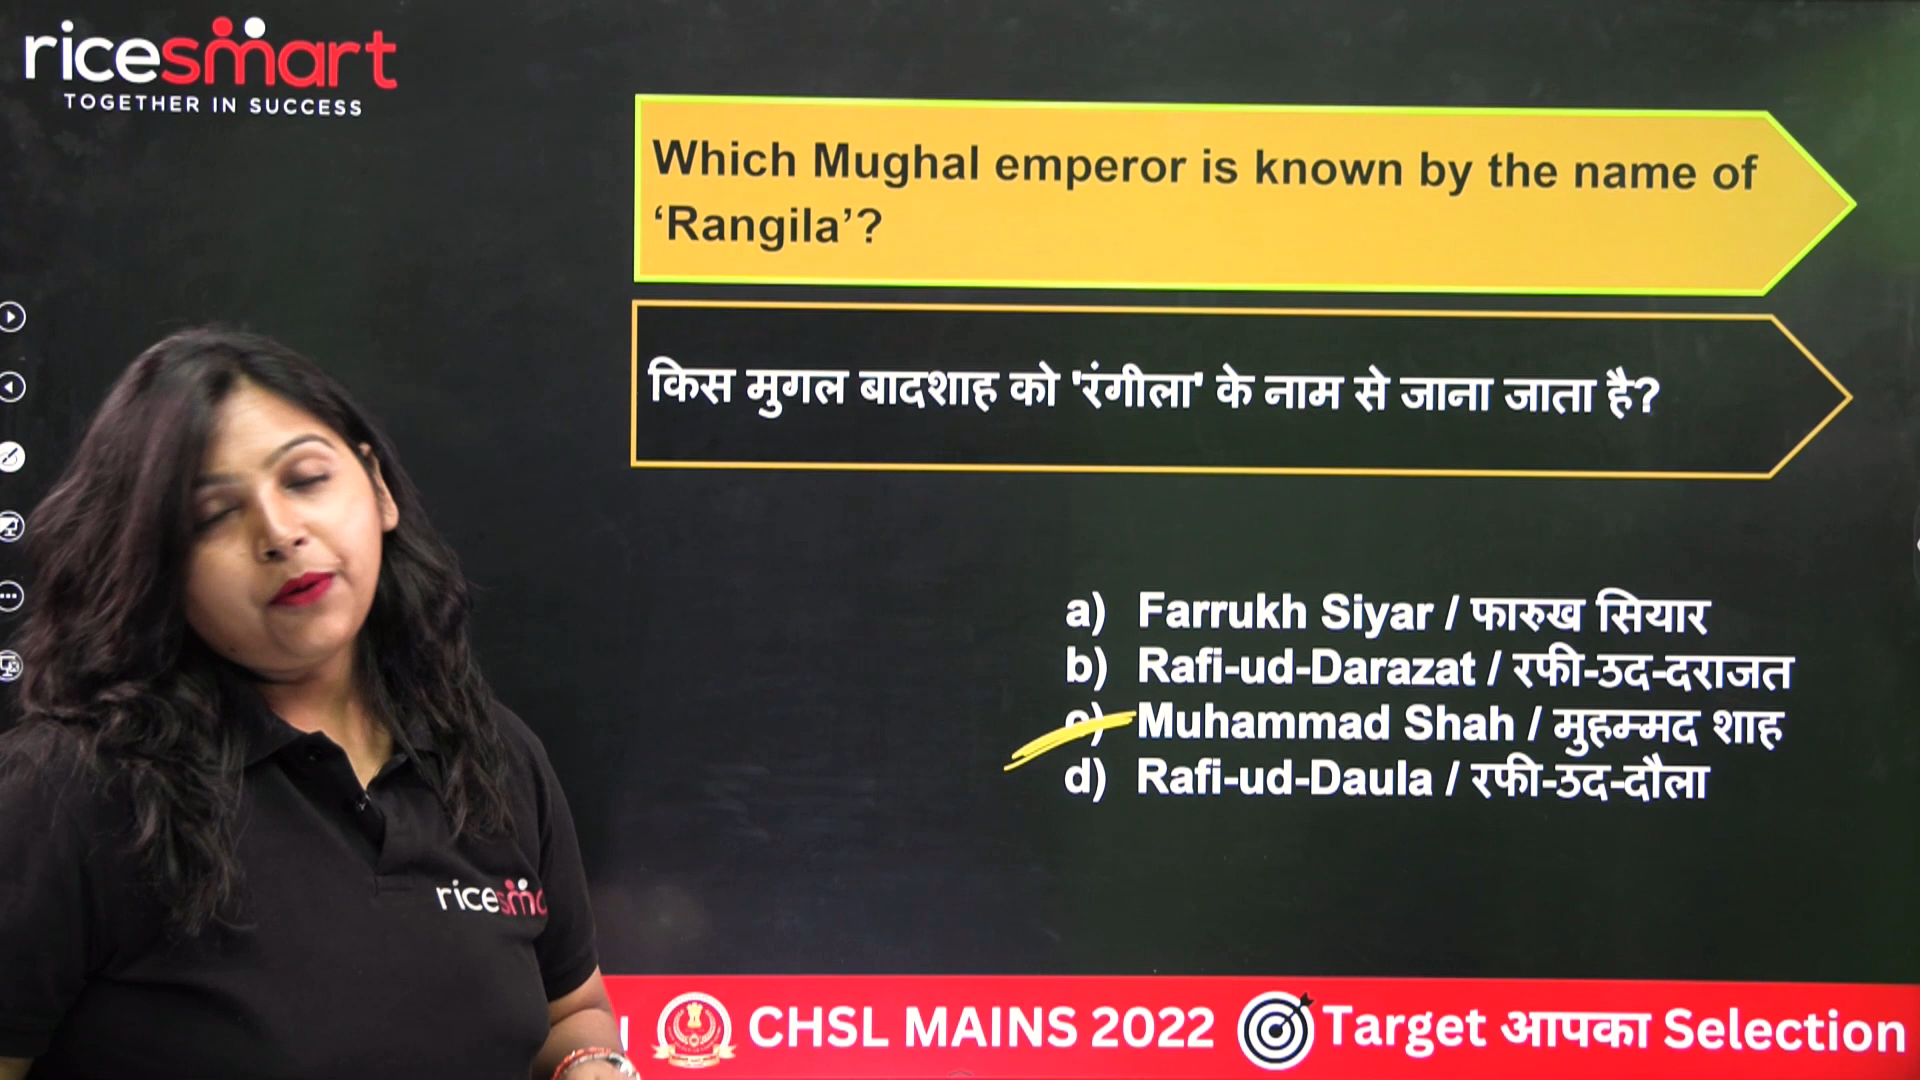 ricesmart
TOGETHER IN SUCCESS
Which Mughal emperor is known by the name of
‘Rangila’?
किस मुगल बादशाह को 'रंगीला' के नाम से जाना जाता है?
a) Farrukh Siyar / फारुख सियार
b) Rafi-ud-Darazat / रफी-उद-दराजत
c) Muhammad Shah / मुहम्मद शाह
d) Rafi-ud-Daula / रफी-उद-दौला
CHSL MAINS 2022 Target आपका Selection